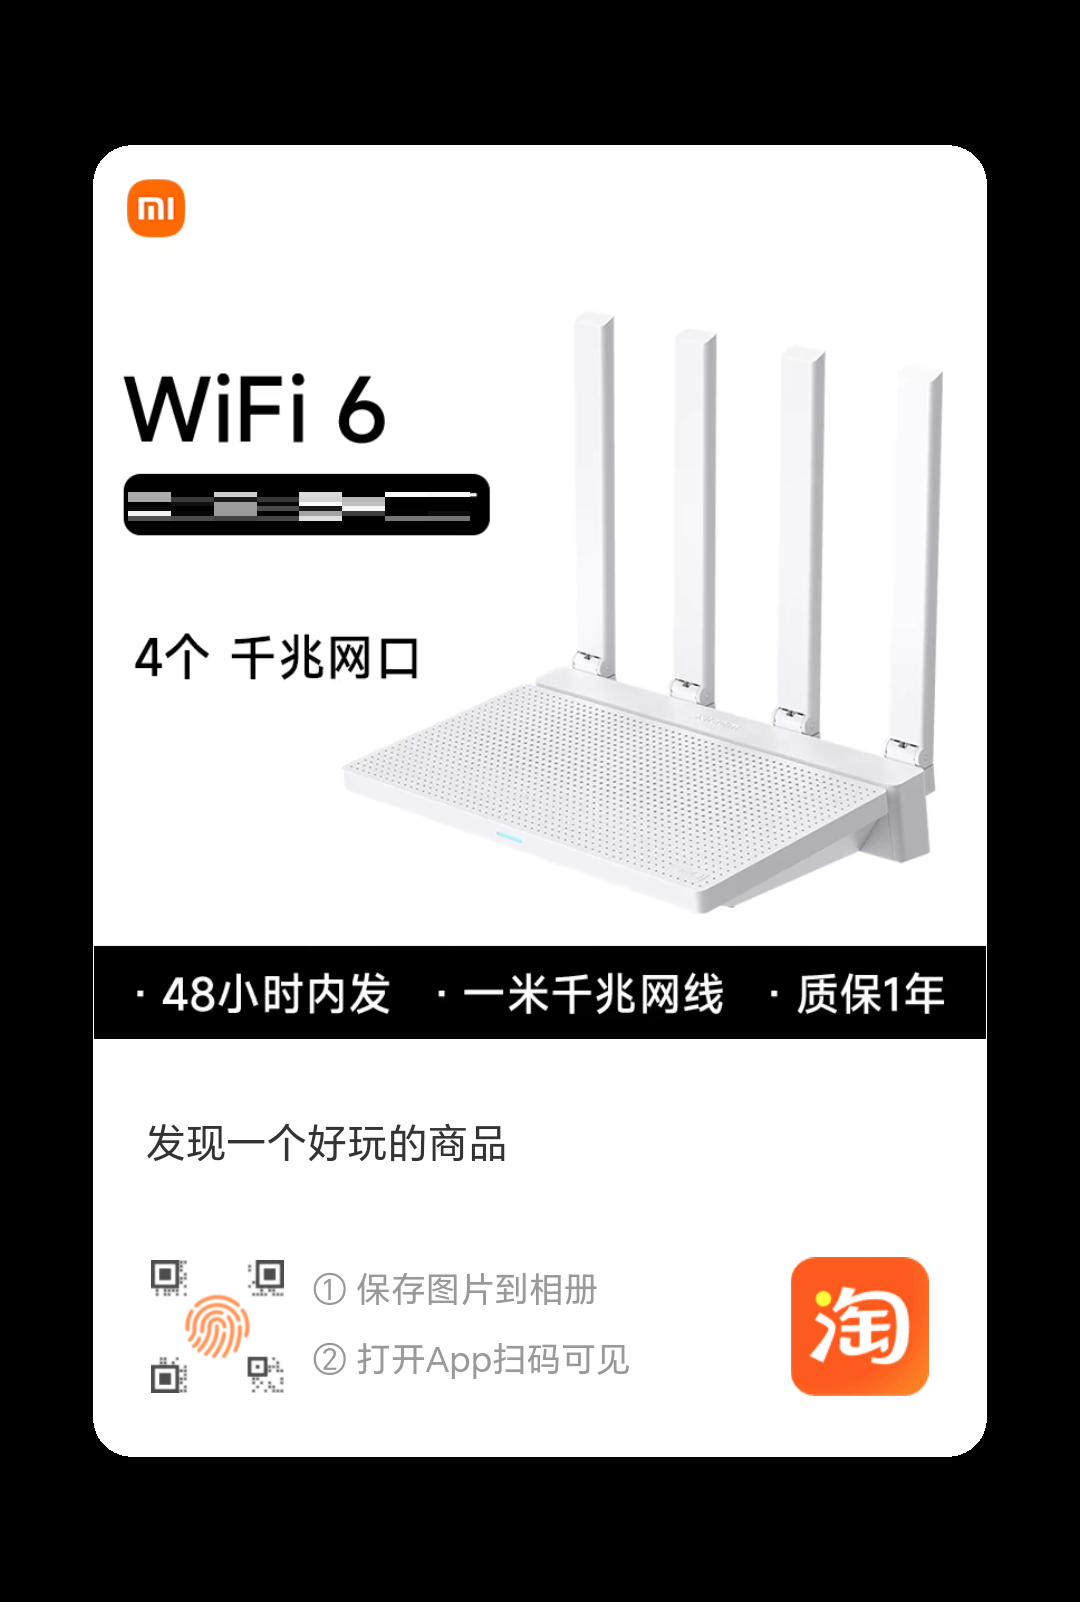 mi
WiFi 6
4个 千兆网口
· 48小时内发 · 一米千兆网线 · 质保1年
发现一个好玩的商品
① 保存图片到相册
② 打开App扫码可见
淘